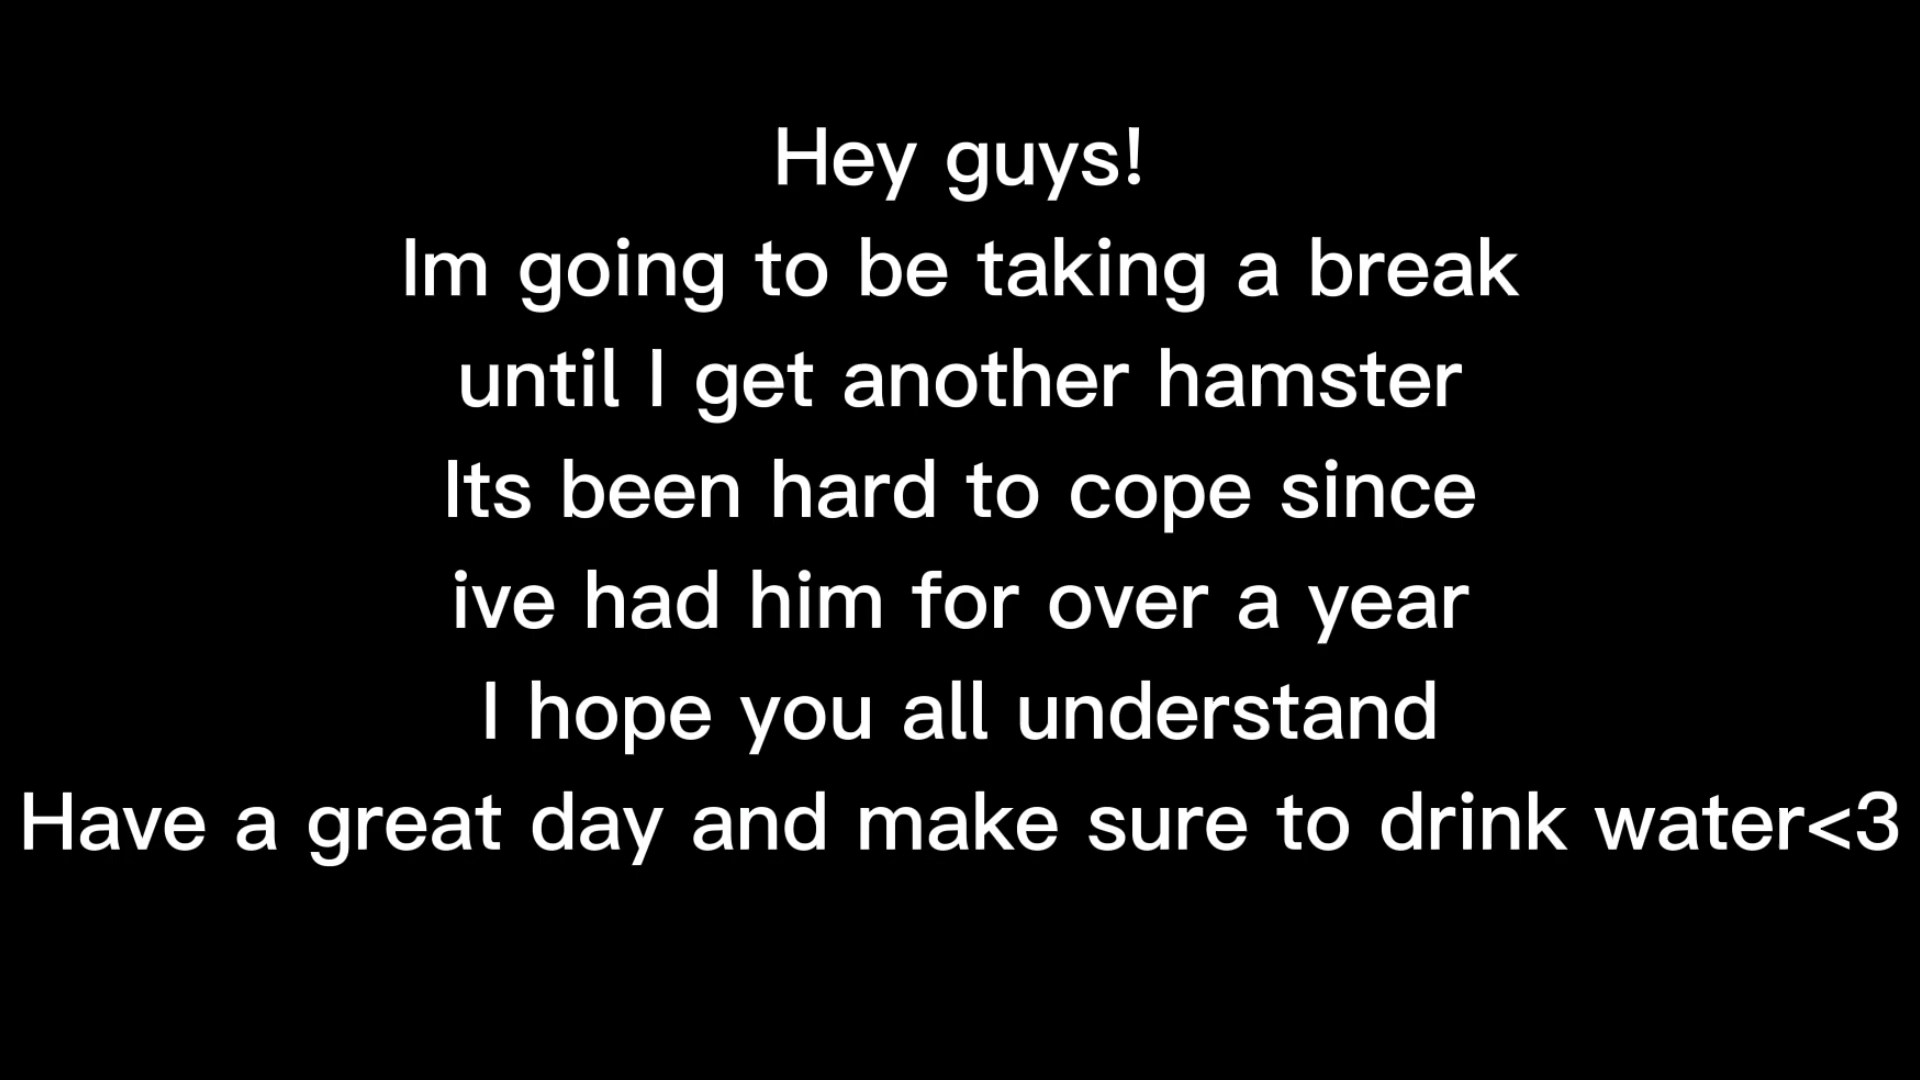 Hey guys!
Im going to be taking a break
until I get another hamster
Its been hard to cope since
ive had him for over a year
I hope you all understand
Have a great day and make sure to drink water<3